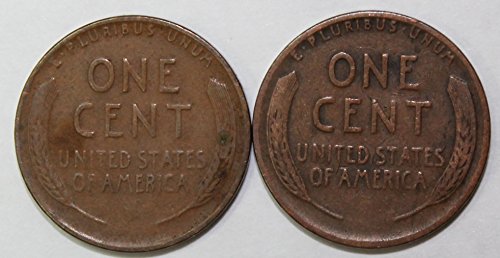 E·PLURIBUS·UNUM
ONE
CENT
UNITED STATES
OF AMERICA
E·PLURIBUS·UNUM
ONE
CENT
UNITED STATES
OF AMERICA